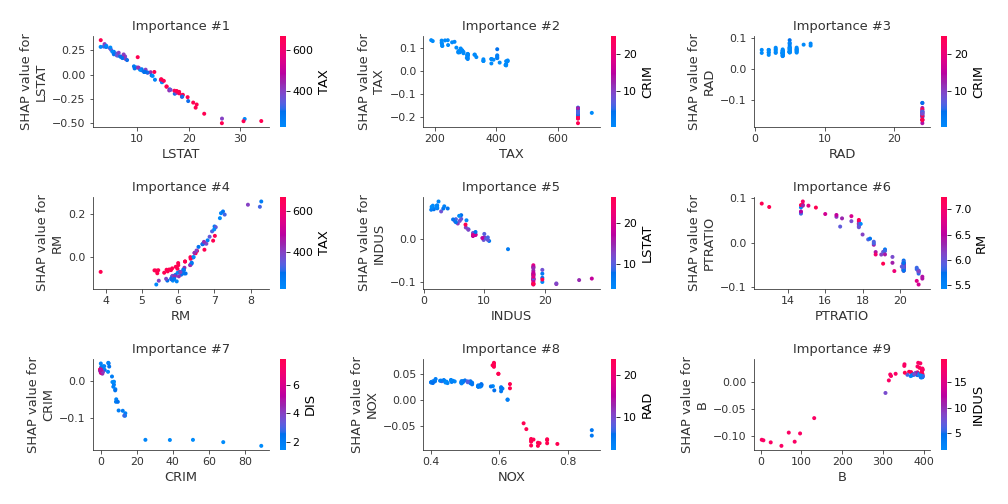 Importance #1
Importance #2
Importance #3
SHAP value for
LSTAT
0.25
0.00
−0.25
−0.50
10
20
30
LSTAT
600
400
TAX
SHAP value for
TAX
0.1
0.0
−0.1
−0.2
200
400
600
TAX
20
10
CRIM
SHAP value for
RAD
0.1
0.0
−0.1
0
10
20
RAD
20
10
CRIM
Importance #4
Importance #5
Importance #6
SHAP value for
RM
0.2
0.0
4
5
6
7
8
RM
600
400
TAX
SHAP value for
INDUS
0.0
−0.1
0
10
20
INDUS
20
10
LSTAT
SHAP value for
PTRATIO
0.1
0.0
−0.1
14
16
18
20
PTRATIO
7.0
6.5
6.0
5.5
RM
Importance #7
Importance #8
Importance #9
SHAP value for
CRIM
0.0
−0.1
0
20
40
60
80
CRIM
6
4
2
DIS
SHAP value for
NOX
0.05
0.00
−0.05
0.4
0.6
0.8
NOX
20
10
RAD
SHAP value for
B
0.00
−0.05
−0.10
0
100
200
300
400
B
15
10
5
INDUS